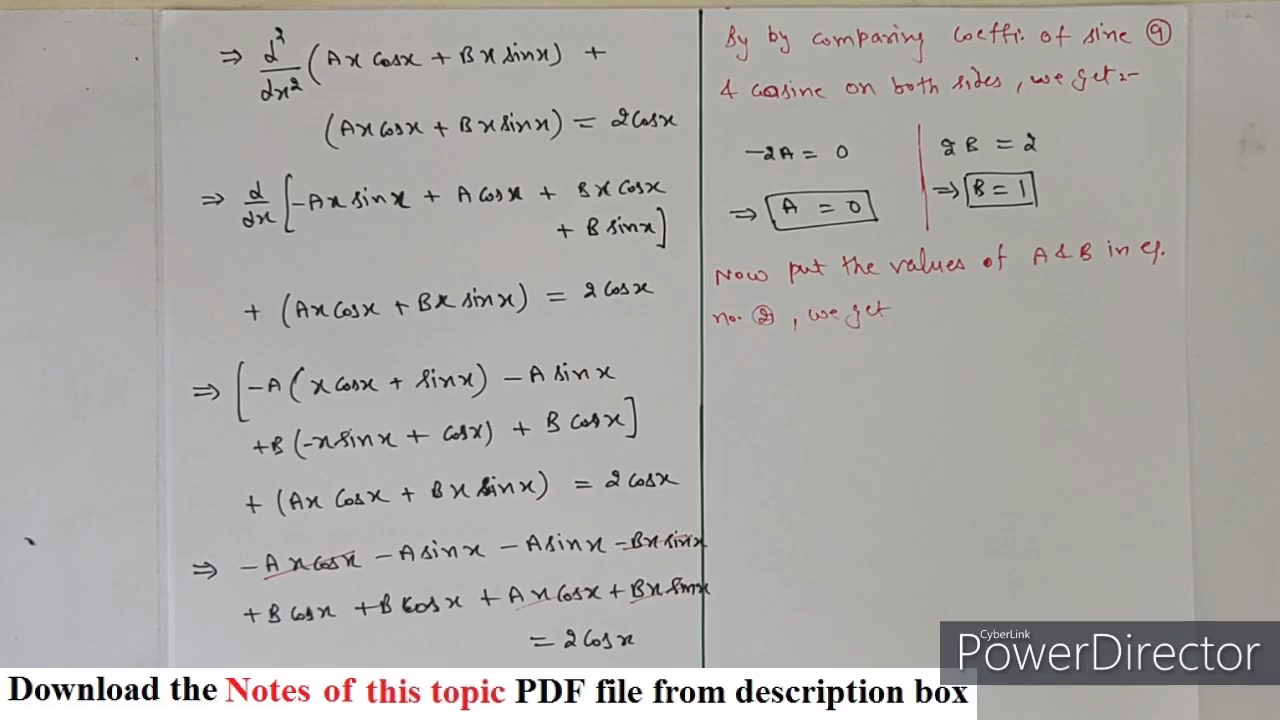 ⇒ d²/dx² (Ax cosx + Bx sinx) +
(Ax cosx + Bx sinx) = 2 cosx
⇒ d/dx [-Ax sinx + A cosx + Bx cosx
+ B sinx]
+ (Ax cosx + Bx sinx) = 2 cosx
⇒ [-A (x cosx + sinx) - A sinx
+B (-x sinx + cosx) + B cosx]
+ (Ax cosx + Bx sinx) = 2 cosx
⇒ -Ax cosx - A sinx - A sinx - Bx sinx
+ B cosx + B cosx + Ax cosx + Bx sinx
= 2 cosx
By by comparing coeffi. of sine ⑨
& cosine on both sides, we get:-
-2A = 0
⇒ A = 0
2B = 2
⇒ B = 1
Now put the values of A & B in eq.
no. ②, we get
CyberLink
PowerDirector
Download the Notes of this topic PDF file from description box